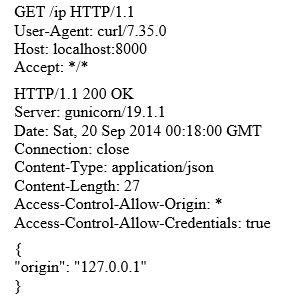 GET /ip HTTP/1.1
User-Agent: curl/7.35.0
Host: localhost:8000
Accept: */*
HTTP/1.1 200 OK
Server: gunicorn/19.1.1
Date: Sat, 20 Sep 2014 00:18:00 GMT
Connection: close
Content-Type: application/json
Content-Length: 27
Access-Control-Allow-Origin: *
Access-Control-Allow-Credentials: true
{
"origin": "127.0.0.1"
}